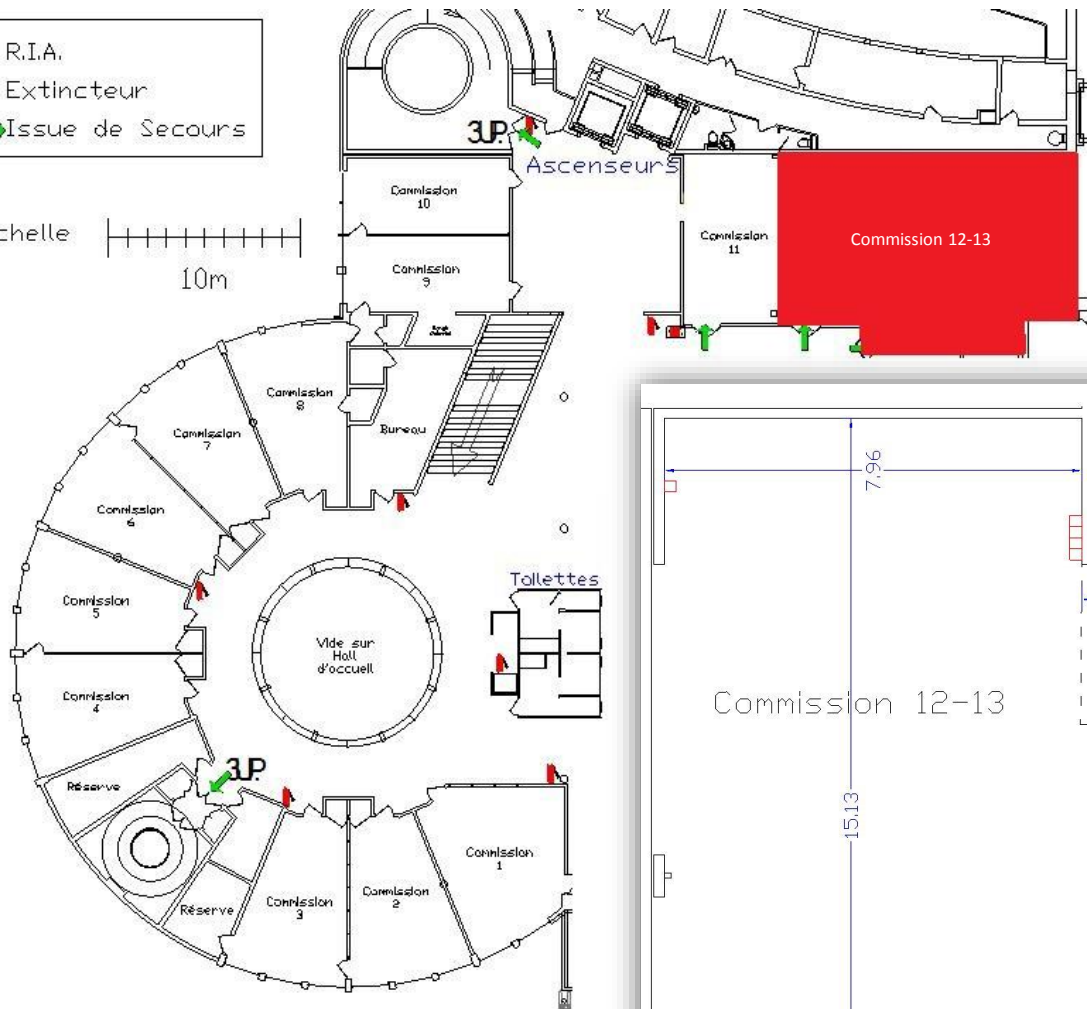 R.I.A.
Extincteur
Issue de Secours
chelle
10m
3U.P.
Ascenseurs
Commission
10
Commission
9
Commission
11
Commission 12-13
Commission
8
Bureau
Commission
7
Commission
6
Commission
5
Commission
4
Réserve
3U.P.
Vide sur
Hall
d'accueil
Toilettes
Commission
1
Commission
2
Commission
3
Réserve
7.96
Commission 12-13
15.13